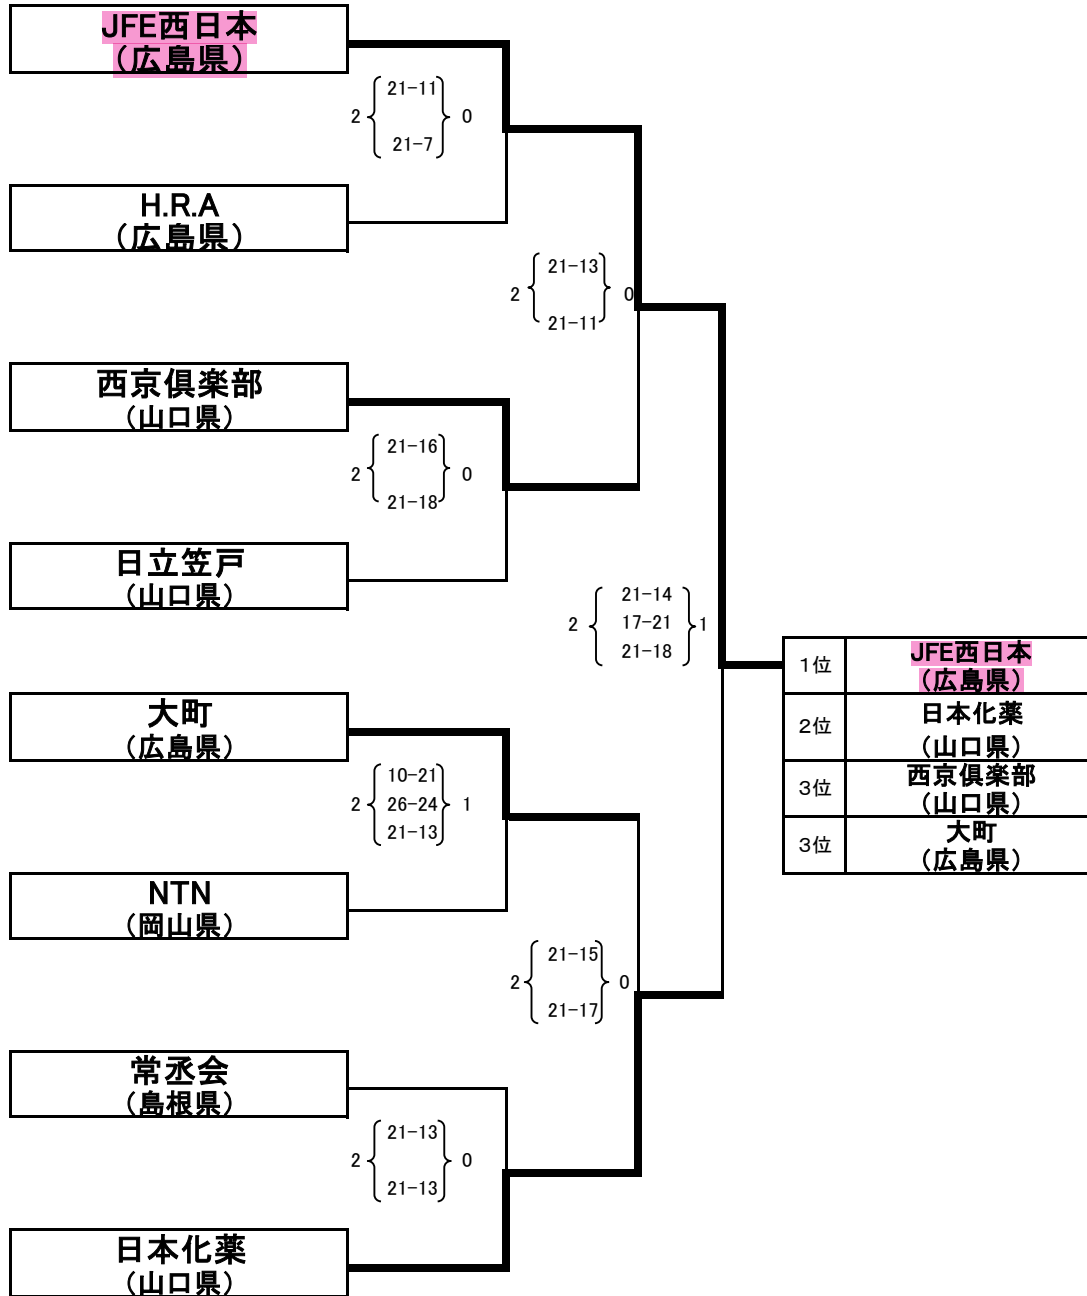 JFE西日本
（広島県）
2 21-11 0
21-7
H.R.A
（広島県）
21-13
2 0
21-11
西京倶楽部
（山口県）
21-16
2 0
21-18
日立笠戸
（山口県）
21-14
2 17-21 1
21-18
1位 JFE西日本
（広島県）
2位 日本化薬
（山口県）
3位 西京倶楽部
（山口県）
3位 大町
（広島県）
大町
（広島県）
10-21
2 26-24 1
21-13
NTN
（岡山県）
21-15
2 0
21-17
常丞会
（島根県）
21-13
2 0
21-13
日本化薬
（山口県）